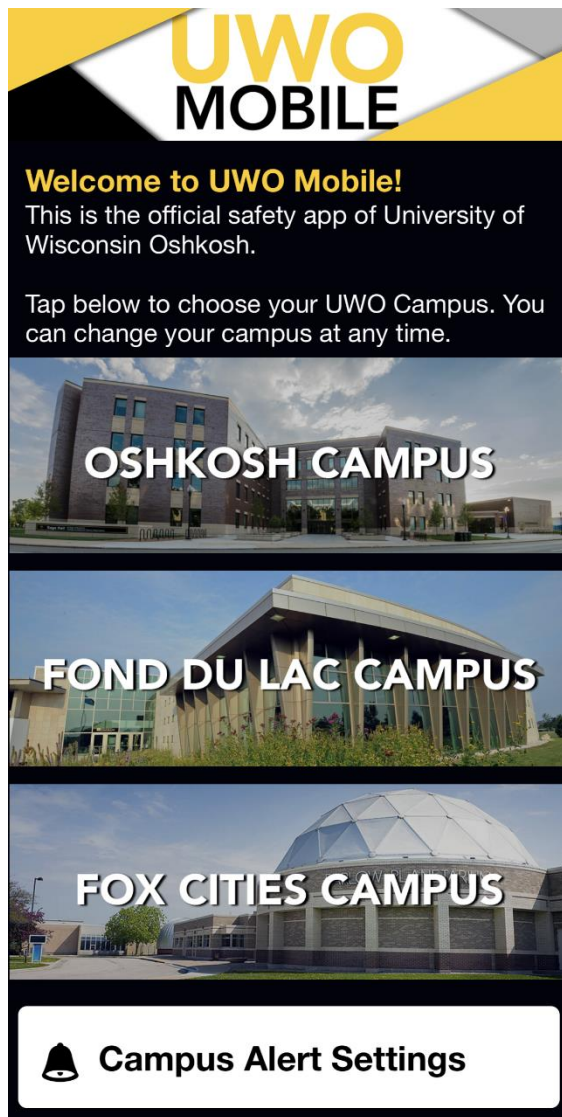 UWO
MOBILE
Welcome to UWO Mobile!
This is the official safety app of University of
Wisconsin Oshkosh.
Tap below to choose your UWO Campus. You
can change your campus at any time.
OSHKOSH CAMPUS
FOND DU LAC CAMPUS
FOX CITIES CAMPUS
Campus Alert Settings